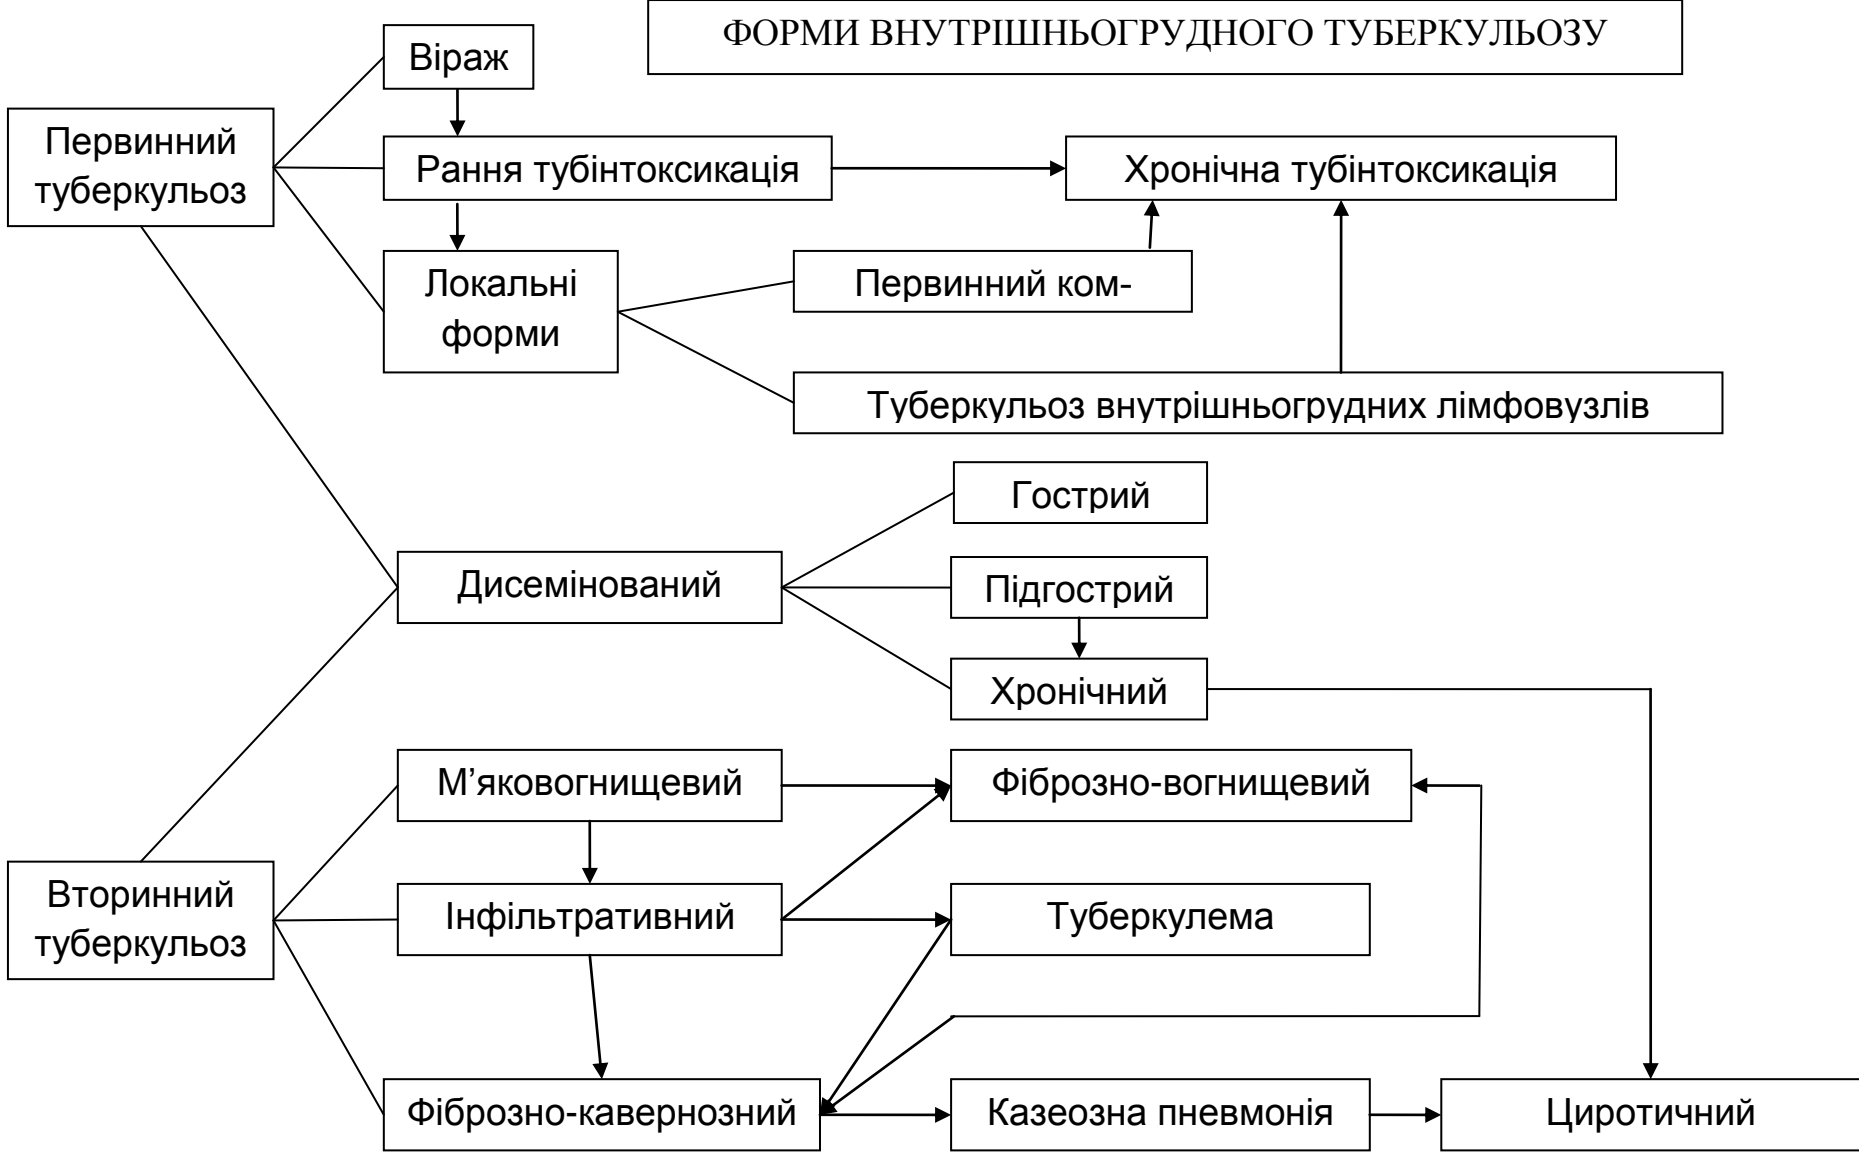 ФОРМИ ВНУТРІШНЬОГРУДНОГО ТУБЕРКУЛЬОЗУ
Віраж
Первинний
туберкульоз
Рання тубінтоксикація
Хронічна тубінтоксикація
Локальні
форми
Первинний ком-
Туберкульоз внутрішньогрудних лімфовузлів
Гострий
Дисемінований
Підгострий
Хронічний
М’яковогнищевий
Фіброзно-вогнищевий
Вторинний
туберкульоз
Інфільтративний
Туберкулема
Фіброзно-кавернозний
Казеозна пневмонія
Циротичний